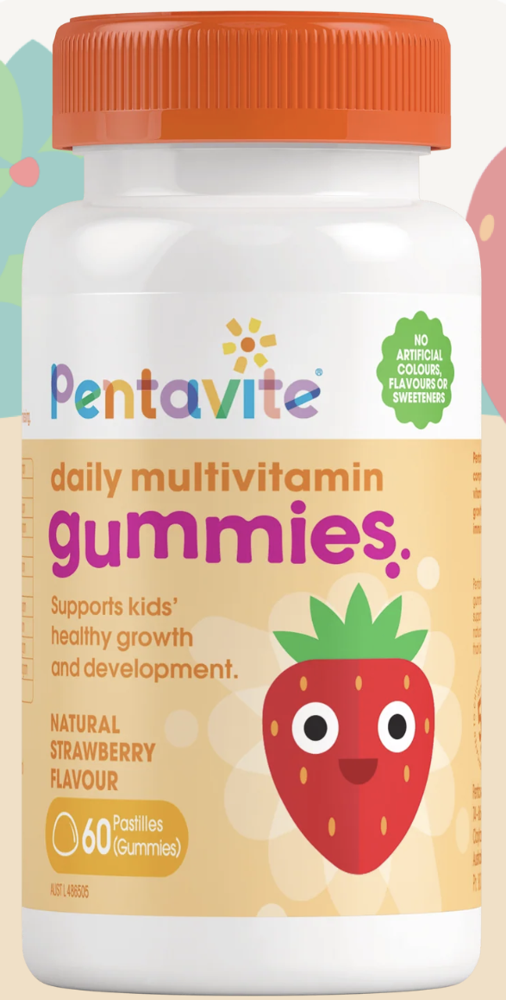 Pentavite®
NO
ARTIFICIAL
COLOURS,
FLAVOURS OR
SWEETENERS
daily multivitamin
gummies.
Supports kids’
healthy growth
and development.
NATURAL
STRAWBERRY
FLAVOUR
60 Pastilles
(Gummies)
AUST L 486505